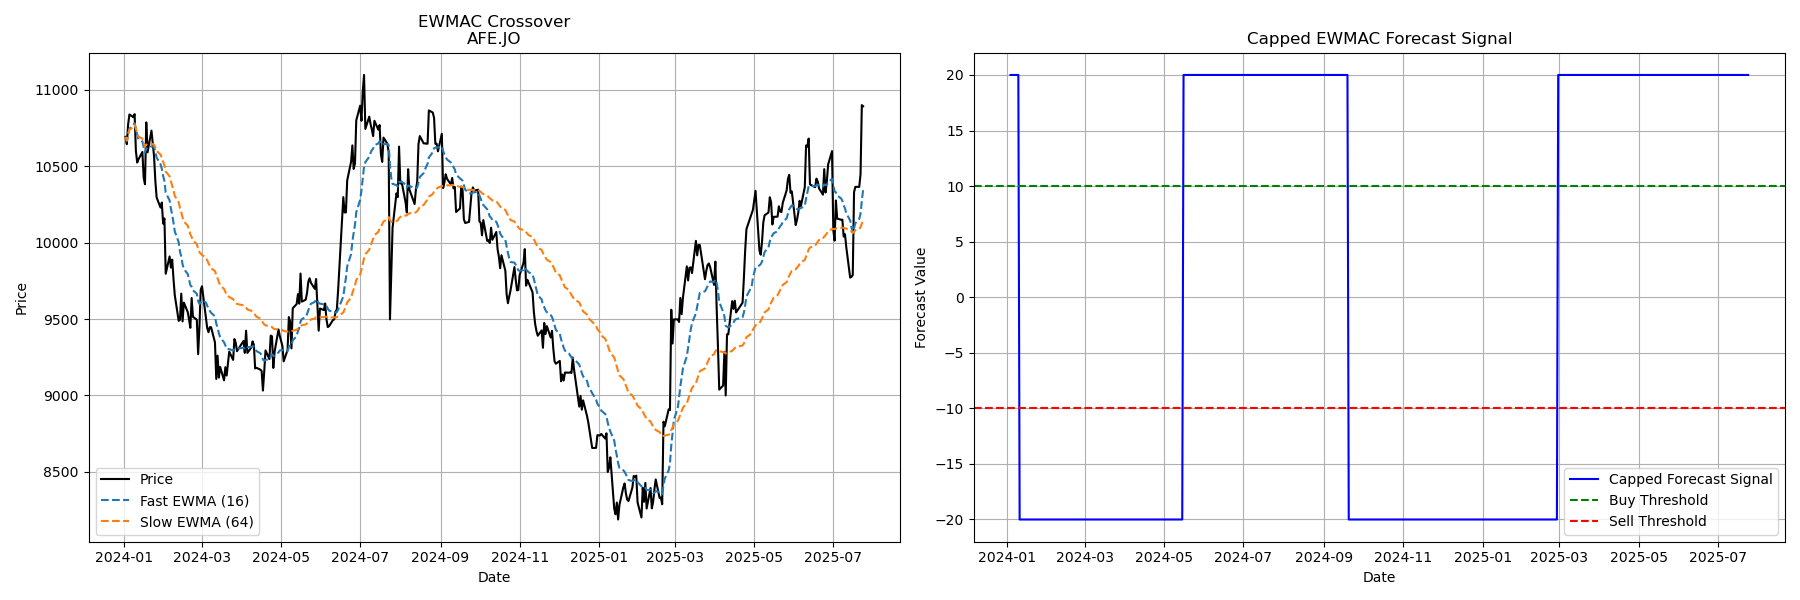 EWMAC Crossover
AFE.JO
Price
11000
10500
10000
9500
9000
8500
Price
Fast EWMA (16)
Slow EWMA (64)
2024-01 2024-03 2024-05 2024-07 2024-09 2024-11 2025-01 2025-03 2025-05 2025-07
Date
Capped EWMAC Forecast Signal
Forecast Value
20
15
10
5
0
−5
−10
−15
−20
Capped Forecast Signal
Buy Threshold
Sell Threshold
2024-01 2024-03 2024-05 2024-07 2024-09 2024-11 2025-01 2025-03 2025-05 2025-07
Date